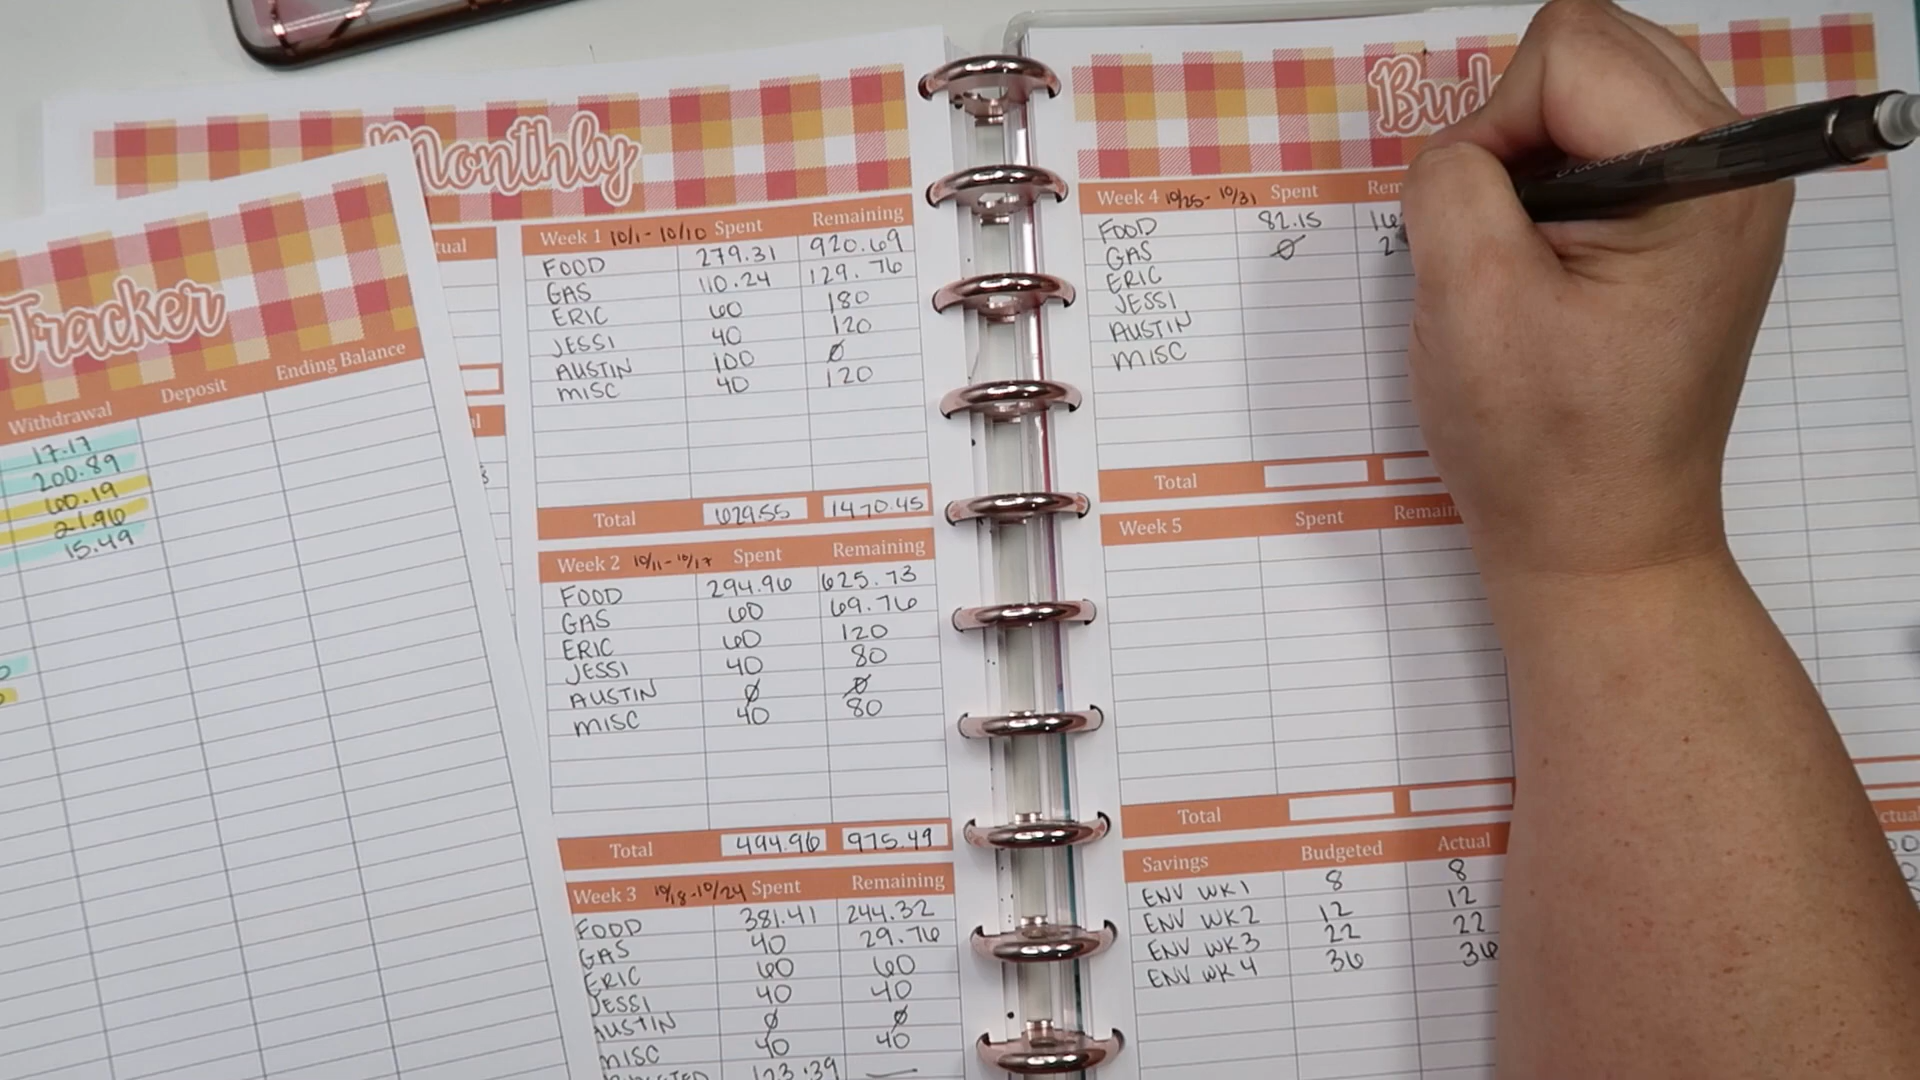 Monthly
Tracker
Withdrawal Deposit Ending Balance
17.17
200.89
60.19
21.96
15.49
Week 1 10/1 - 10/10 Spent Remaining
FOOD 279.31 920.69
GAS 110.24 129.76
ERIC 60 180
JESSI 40 120
AUSTIN 100 Ø
MISC 40 120
Total 629.55 1470.45
Week 2 10/11 - 10/17 Spent Remaining
FOOD 294.96 625.73
GAS 60 69.76
ERIC 60 120
JESSI 40 80
AUSTIN Ø Ø
MISC 40 80
Total 494.96 975.49
Week 3 10/18 - 10/24 Spent Remaining
FOOD 381.41 244.32
GAS 40 29.76
ERIC 60 60
JESSI 40 40
AUSTIN Ø Ø
MISC 40 40
123.39 —
Week 4 10/25 - 10/31 Spent Rem
FOOD 82.15 16
GAS Ø 2
ERIC
JESSI
AUSTIN
MISC
Total
Week 5 Spent Remain
Total
Savings Budgeted Actual
ENV WK 1 8 8
ENV WK 2 12 12
ENV WK 3 22 22
ENV WK 4 36 36